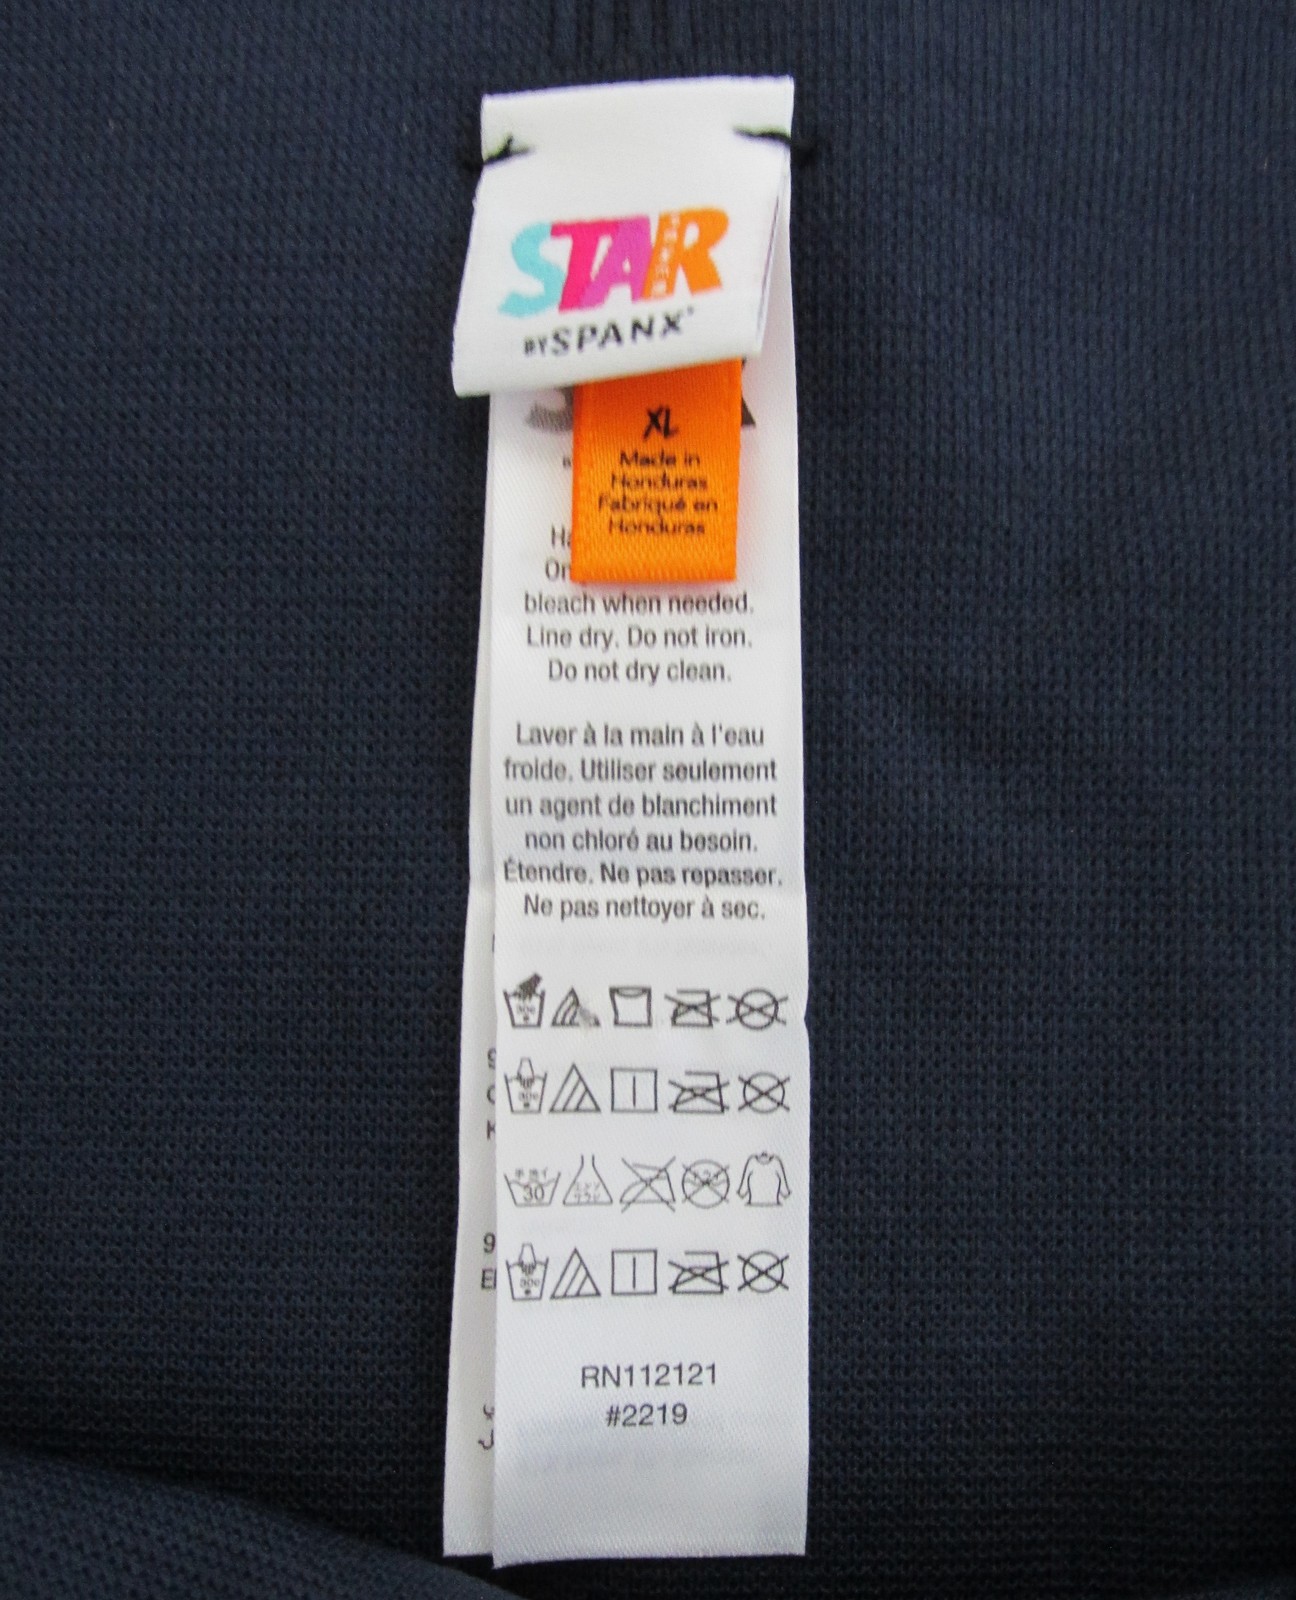 STAR
POWER
BY SPANX
XL
Made in
Honduras
Fabriqué en
Honduras
bleach when needed.
Line dry. Do not iron.
Do not dry clean.
Laver à la main à l'eau
froide. Utiliser seulement
un agent de blanchiment
non chloré au besoin.
Étendre. Ne pas repasser.
Ne pas nettoyer à sec.
30
RN112121
#2219